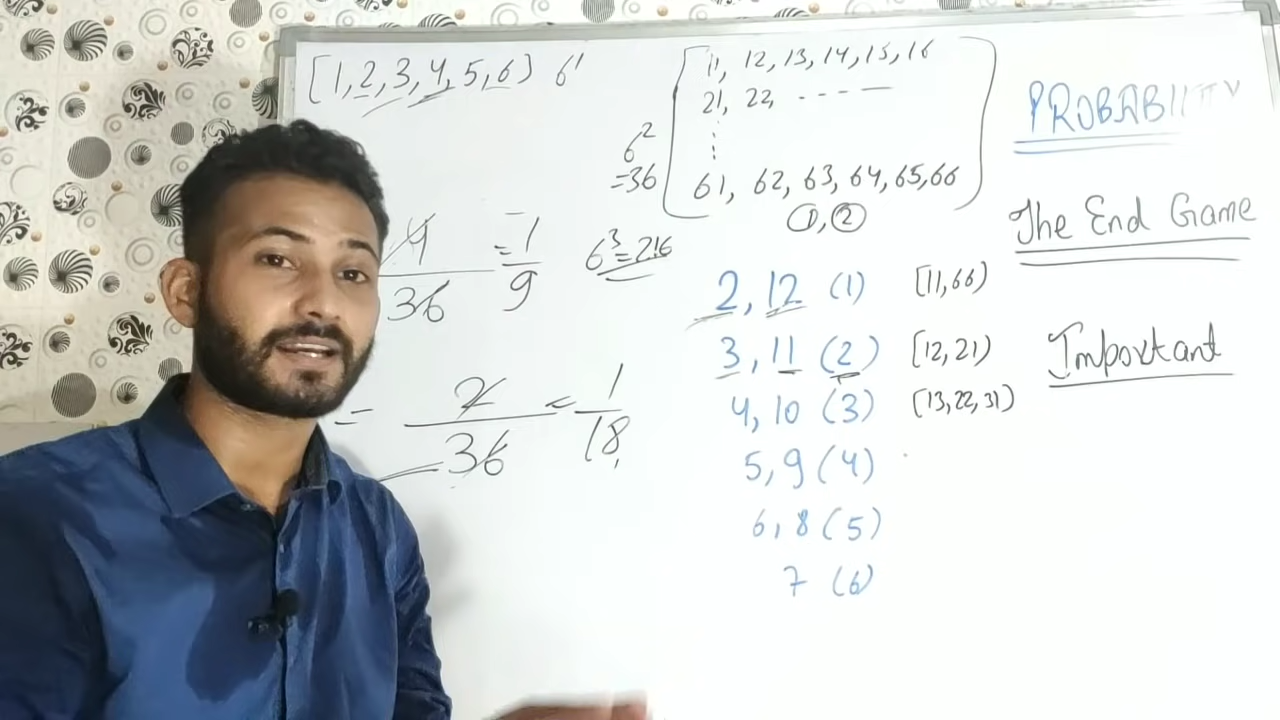 [1, 2, 3, 4, 5, 6) 6¹
11, 12, 13, 14, 15, 16
21, 22, - - - - —
6²
=36
61, 62, 63, 64, 65, 66
①, ②
4/36 = 1/9
6³ = 216
2, 12 (1) [11, 66)
3, 11 (2) [12, 21)
4, 10 (3) [13, 22, 31)
5, 9 (4)
6, 8 (5)
7 (6)
= 2/36 = 1/18
PROBABILITY
The End Game
Important